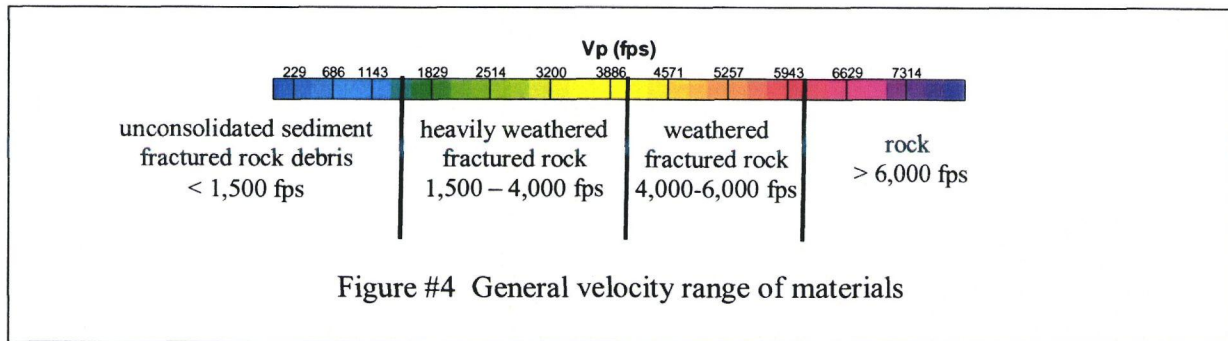 Vp (fps)
229 686 1143 1829 2514 3200 3886 4571 5257 5943 6629 7314
unconsolidated sediment
fractured rock debris
< 1,500 fps
heavily weathered
fractured rock
1,500 – 4,000 fps
weathered
fractured rock
4,000-6,000 fps
rock
> 6,000 fps
Figure #4 General velocity range of materials